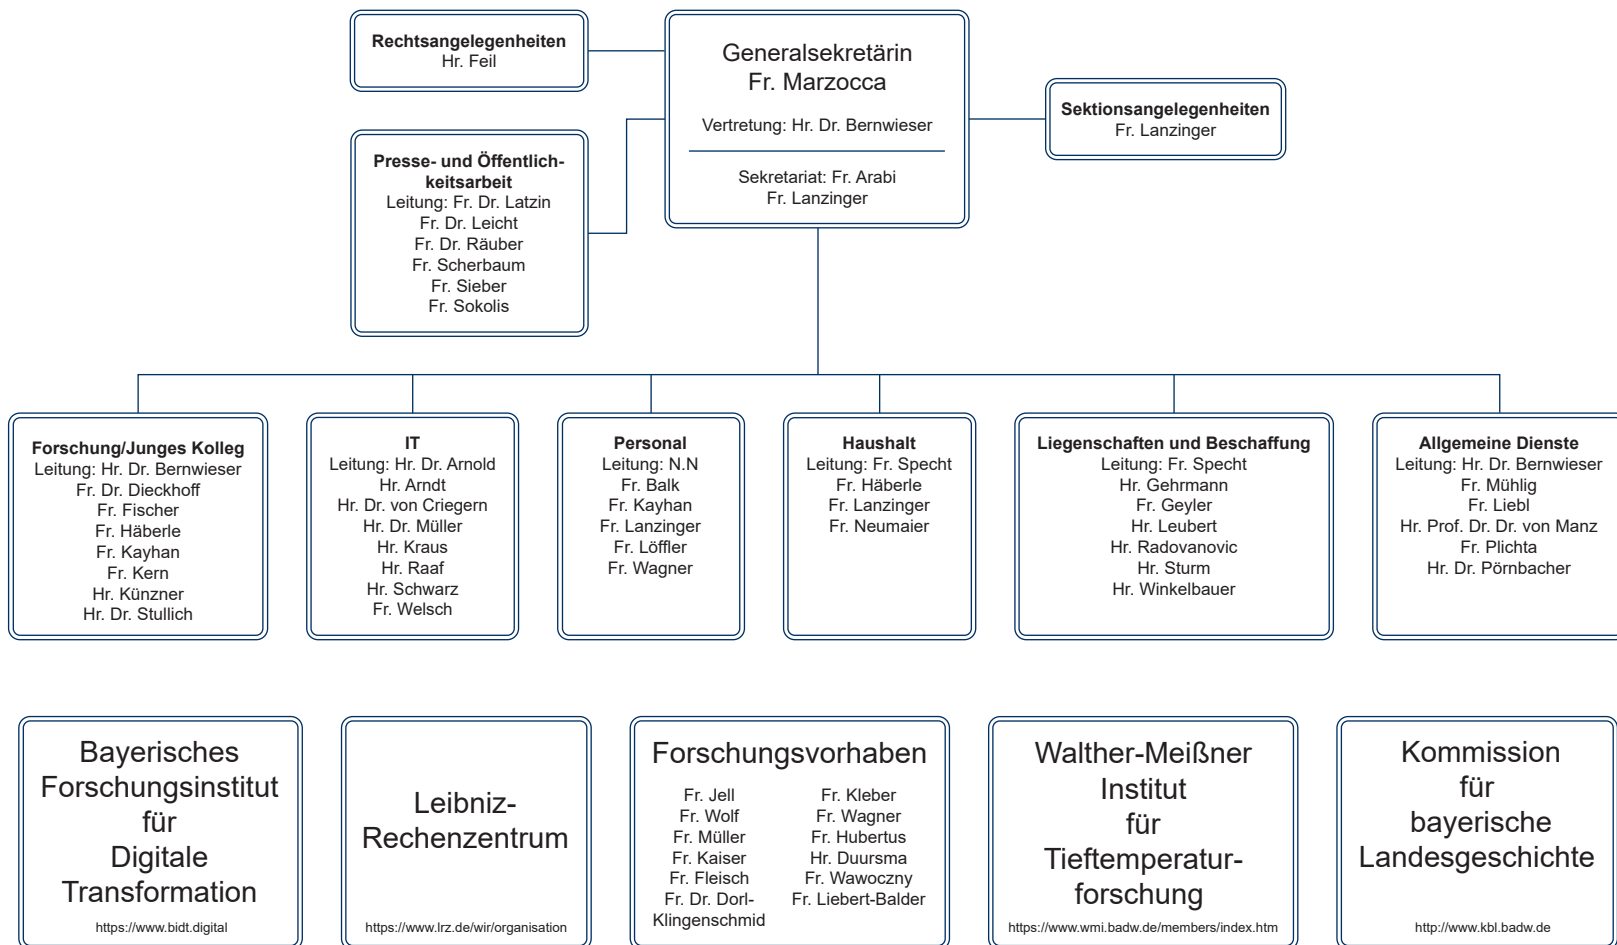 Rechtsangelegenheiten
Hr. Feil
Generalsekretärin
Fr. Marzocca
Vertretung: Hr. Dr. Bernwieser
Sekretariat: Fr. Arabi
Fr. Lanzinger
Sektionsangelegenheiten
Fr. Lanzinger
Presse- und Öffentlich-
keitsarbeit
Leitung: Fr. Dr. Latzin
Fr. Dr. Leicht
Fr. Dr. Räuber
Fr. Scherbaum
Fr. Sieber
Fr. Sokolis
Forschung/Junges Kolleg
Leitung: Hr. Dr. Bernwieser
Fr. Dr. Dieckhoff
Fr. Fischer
Fr. Häberle
Fr. Kayhan
Fr. Kern
Hr. Künzner
Hr. Dr. Stullich
IT
Leitung: Hr. Dr. Arnold
Hr. Arndt
Hr. Dr. von Criegern
Hr. Dr. Müller
Hr. Kraus
Hr. Raaf
Hr. Schwarz
Fr. Welsch
Personal
Leitung: N.N
Fr. Balk
Fr. Kayhan
Fr. Lanzinger
Fr. Löffler
Fr. Wagner
Haushalt
Leitung: Fr. Specht
Fr. Häberle
Fr. Lanzinger
Fr. Neumaier
Liegenschaften und Beschaffung
Leitung: Fr. Specht
Hr. Gehrmann
Fr. Geyler
Hr. Leubert
Hr. Radovanovic
Hr. Sturm
Hr. Winkelbauer
Allgemeine Dienste
Leitung: Hr. Dr. Bernwieser
Fr. Mühlig
Fr. Liebl
Hr. Prof. Dr. Dr. von Manz
Fr. Plichta
Hr. Dr. Pörnbacher
Bayerisches
Forschungsinstitut
für
Digitale
Transformation
https://www.bidt.digital
Leibniz-
Rechenzentrum
https://www.lrz.de/wir/organisation
Forschungsvorhaben
Fr. Jell
Fr. Wolf
Fr. Müller
Fr. Kaiser
Fr. Fleisch
Fr. Dr. Dorl-
Klingenschmid
Fr. Kleber
Fr. Wagner
Fr. Hubertus
Hr. Duursma
Fr. Wawoczny
Fr. Liebert-Balder
Walther-Meißner
Institut
für
Tieftemperatur-
forschung
https://www.wmi.badw.de/members/index.htm
Kommission
für
bayerische
Landesgeschichte
http://www.kbl.badw.de